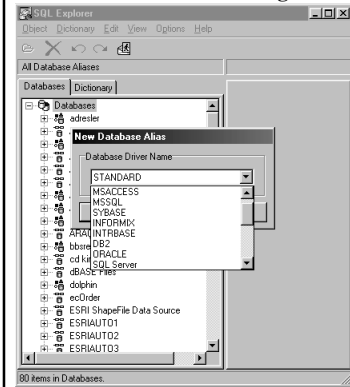 SQL Explorer
Object Dictionary Edit View Options Help
All Database Aliases
Databases Dictionary
Databases
adresler
New Database Alias
Database Driver Name
STANDARD
MSACCESS
MSSQL
SYBASE
INFORMIX
INTRBASE
DB2
ORACLE
SQL Server
bbsre
cd ki
dBASE Files
dolphin
ecOrder
ESRI ShapeFile Data Source
ESRIAUTO1
ESRIAUTO2
ESRIAUTO3
80 items in Databases.